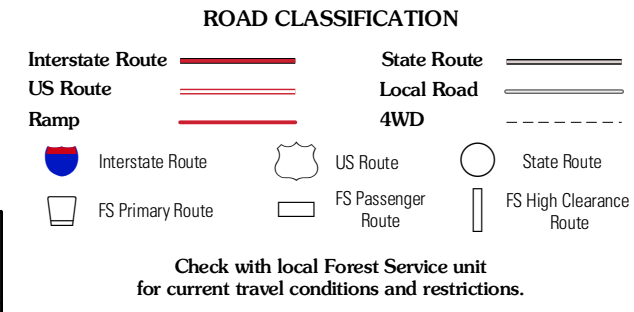 ROAD CLASSIFICATION
Interstate Route State Route
US Route Local Road
Ramp 4WD
Interstate Route US Route State Route
FS Primary Route FS Passenger Route FS High Clearance Route
Check with local Forest Service unit
for current travel conditions and restrictions.